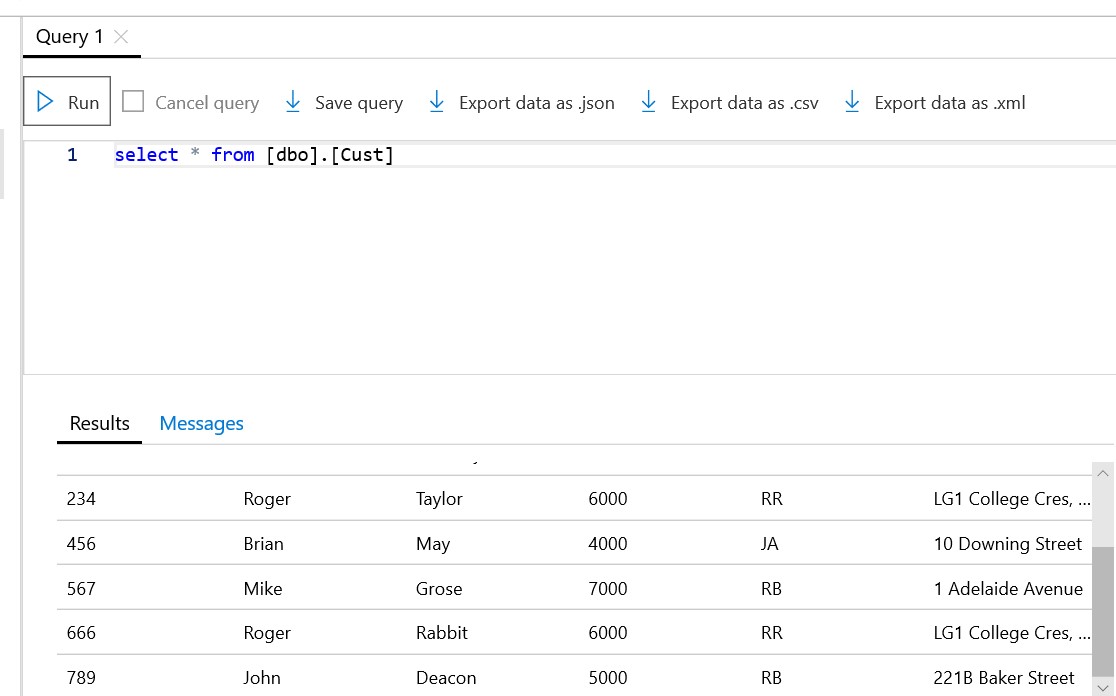 Query 1
Run Cancel query Save query Export data as .json Export data as .csv Export data as .xml
1 select * from [dbo].[Cust]
Results Messages
234 Roger Taylor 6000 RR LG1 College Cres, ...
456 Brian May 4000 JA 10 Downing Street
567 Mike Grose 7000 RB 1 Adelaide Avenue
666 Roger Rabbit 6000 RR LG1 College Cres, ...
789 John Deacon 5000 RB 221B Baker Street